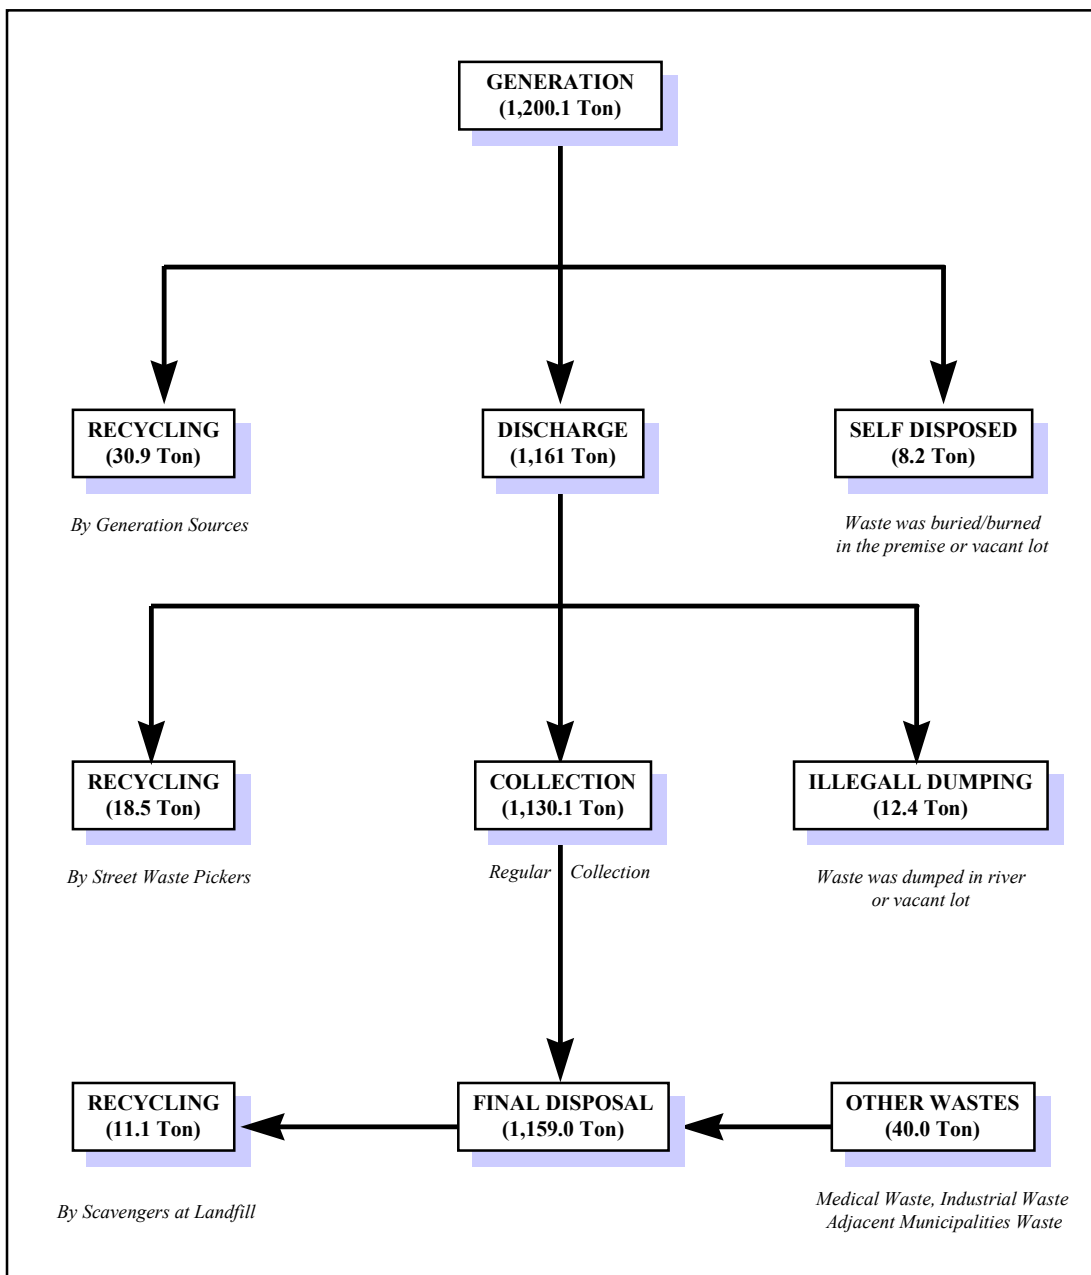 GENERATION
(1,200.1 Ton)
RECYCLING
(30.9 Ton)
By Generation Sources
DISCHARGE
(1,161 Ton)
SELF DISPOSED
(8.2 Ton)
Waste was buried/burned
in the premise or vacant lot
RECYCLING
(18.5 Ton)
By Street Waste Pickers
COLLECTION
(1,130.1 Ton)
Regular Collection
ILLEGALL DUMPING
(12.4 Ton)
Waste was dumped in river
or vacant lot
RECYCLING
(11.1 Ton)
By Scavengers at Landfill
FINAL DISPOSAL
(1,159.0 Ton)
OTHER WASTES
(40.0 Ton)
Medical Waste, Industrial Waste
Adjacent Municipalities Waste